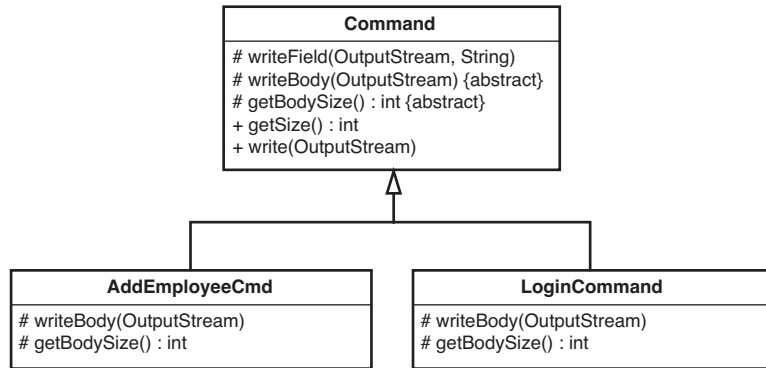 Command
# writeField(OutputStream, String)
# writeBody(OutputStream) {abstract}
# getBodySize() : int {abstract}
+ getSize() : int
+ write(OutputStream)
AddEmployeeCmd
# writeBody(OutputStream)
# getBodySize() : int
LoginCommand
# writeBody(OutputStream)
# getBodySize() : int